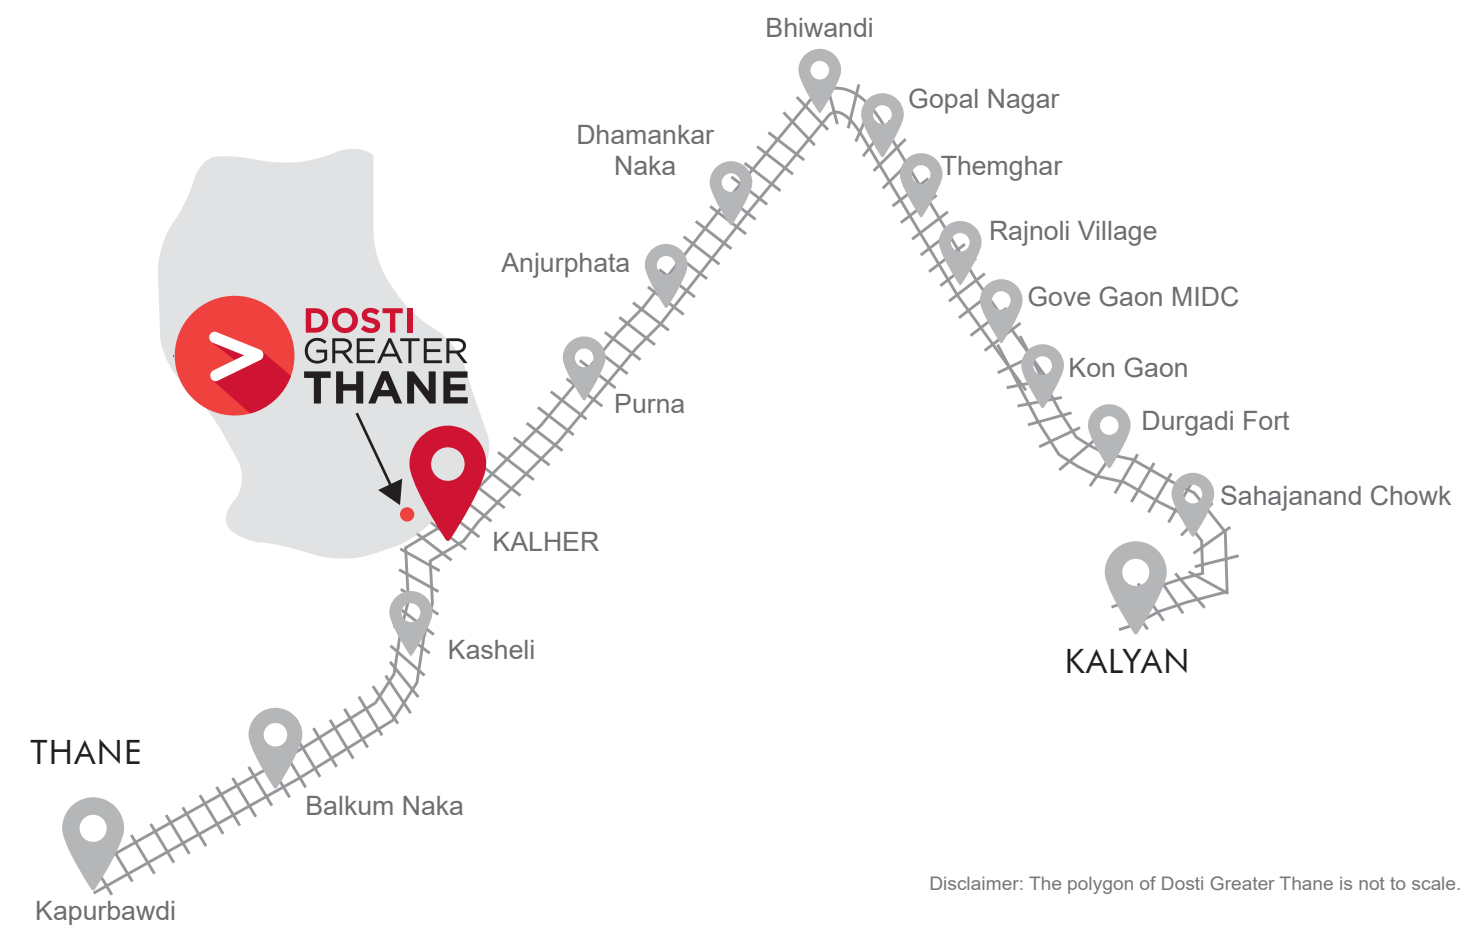 Bhiwandi
Gopal Nagar
Dhamankar
Naka
Themghar
Rajnoli Village
Anjurphata
Gove Gaon MIDC
DOSTI
GREATER
THANE
Kon Gaon
Purna
Durgadi Fort
Sahajanand Chowk
KALHER
Kasheli
KALYAN
THANE
Balkum Naka
Disclaimer: The polygon of Dosti Greater Thane is not to scale.
Kapurbawdi